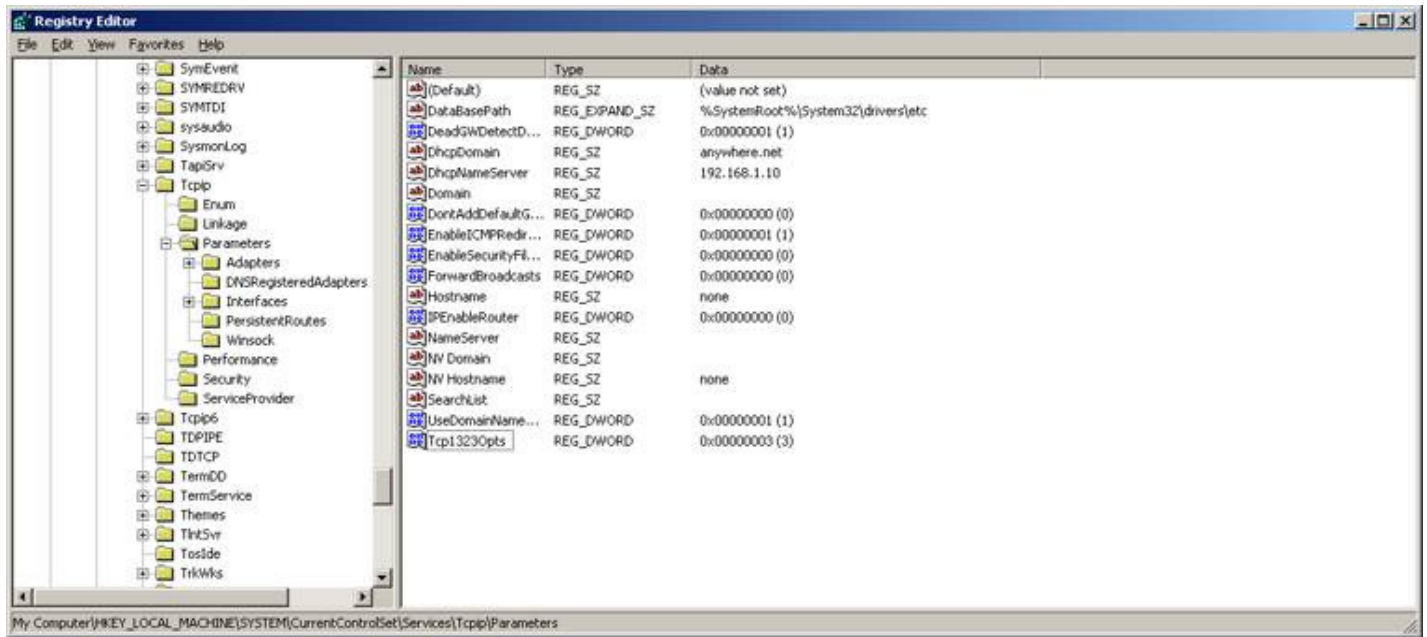 Registry Editor
File Edit View Favorites Help
SymEvent
SYMREDRV
SYMTDI
sysaudio
SysmonLog
TapiSrv
Tcpip
Enum
Linkage
Parameters
Adapters
DNSRegisteredAdapters
Interfaces
PersistentRoutes
Winsock
Performance
Security
ServiceProvider
Tcpip6
TDPIPE
TDTCP
TermDD
TermService
Themes
TlntSvr
TosIde
TrkWks
Name Type Data
(Default) REG_SZ (value not set)
DataBasePath REG_EXPAND_SZ %SystemRoot%\System32\drivers\etc
DeadGWDetectD... REG_DWORD 0x00000001 (1)
DhcpDomain REG_SZ anywhere.net
DhcpNameServer REG_SZ 192.168.1.10
Domain REG_SZ
DontAddDefaultG... REG_DWORD 0x00000000 (0)
EnableICMPRedir... REG_DWORD 0x00000001 (1)
EnableSecurityFil... REG_DWORD 0x00000000 (0)
ForwardBroadcasts REG_DWORD 0x00000000 (0)
Hostname REG_SZ none
IPEnableRouter REG_DWORD 0x00000000 (0)
NameServer REG_SZ
NV Domain REG_SZ
NV Hostname REG_SZ none
SearchList REG_SZ
UseDomainName... REG_DWORD 0x00000001 (1)
Tcp1323Opts REG_DWORD 0x00000003 (3)
My Computer\HKEY_LOCAL_MACHINE\SYSTEM\CurrentControlSet\Services\Tcpip\Parameters